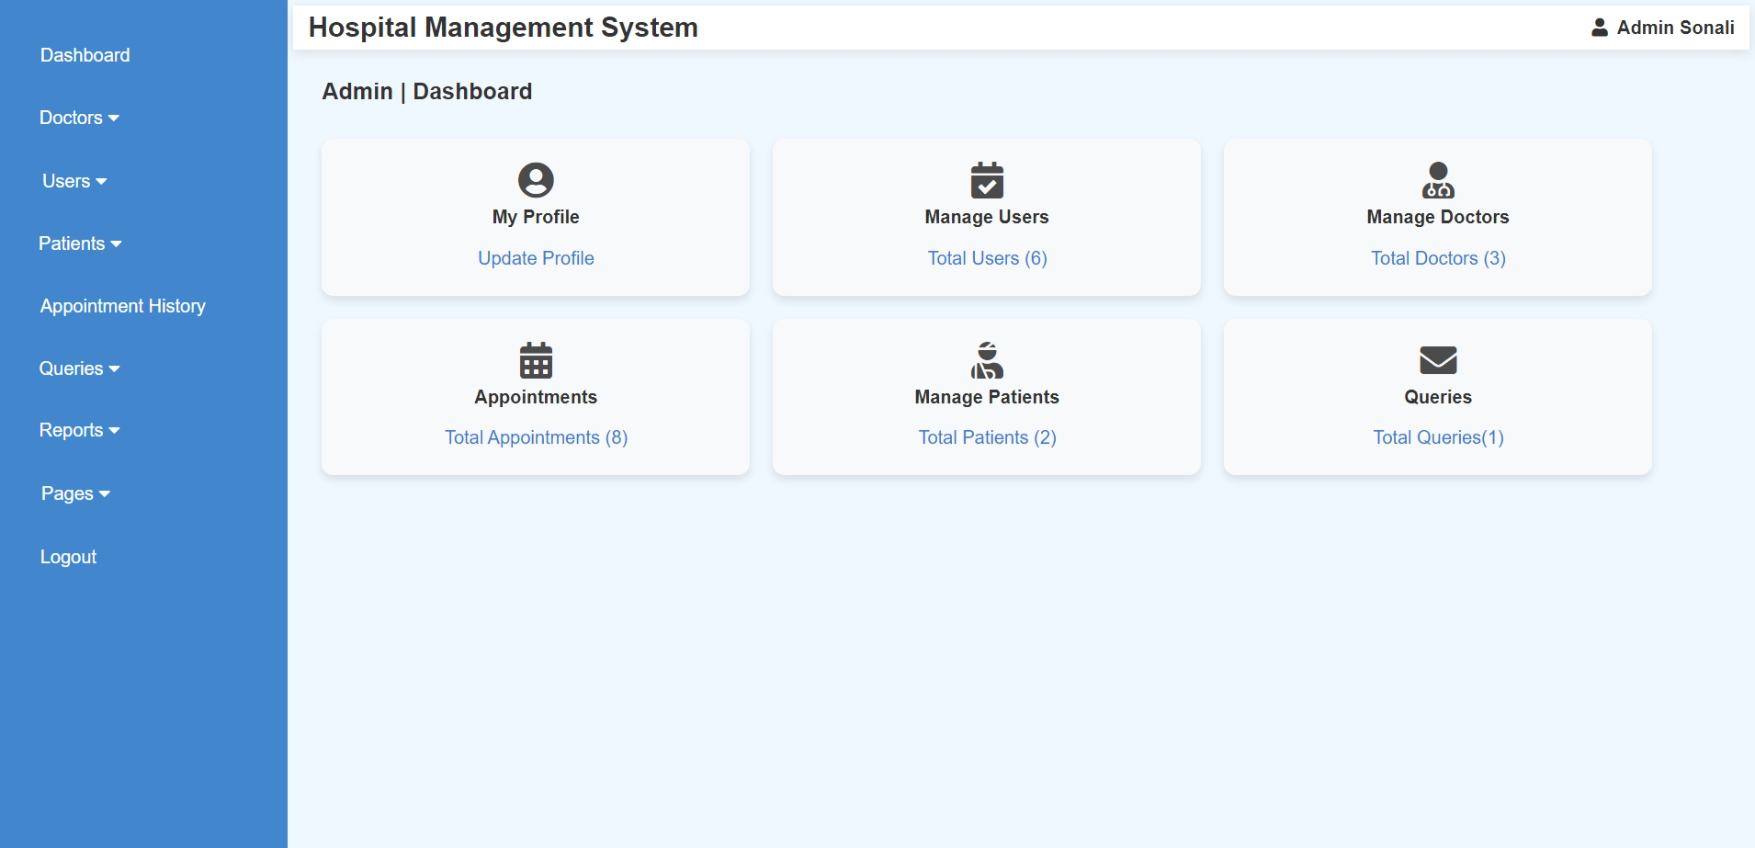 Dashboard
Doctors
Users
Patients
Appointment History
Queries
Reports
Pages
Logout
Hospital Management System
Admin Sonali
Admin | Dashboard
My Profile
Update Profile
Manage Users
Total Users (6)
Manage Doctors
Total Doctors (3)
Appointments
Total Appointments (8)
Manage Patients
Total Patients (2)
Queries
Total Queries(1)